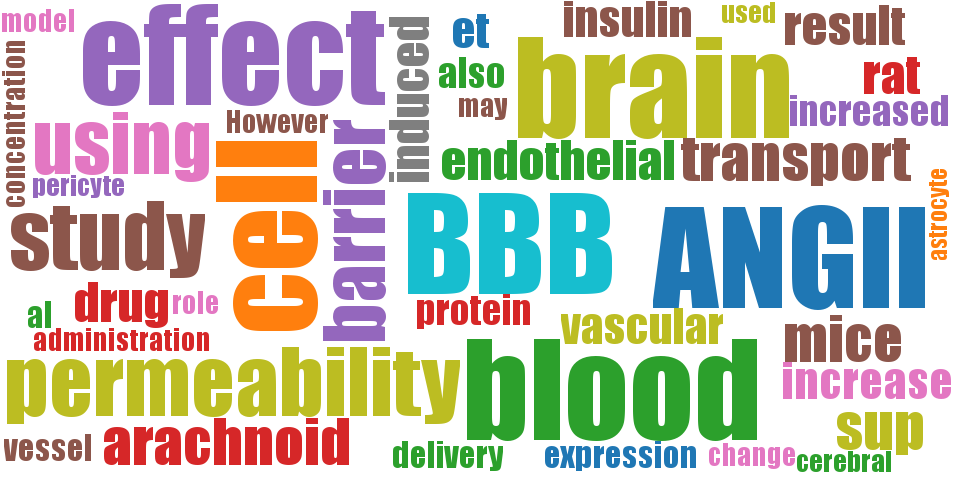 model
effect
induced
et
insulin
used
result
also
brain
rat
may
increased
concentration
using
However
barrier
cell
endothelial
transport
pericyte
astrocyte
study
BBB
ANGII
drug
role
al
protein
vascular
mice
administration
permeability
blood
increase
sup
vessel
arachnoid
delivery
expression
change
cerebral